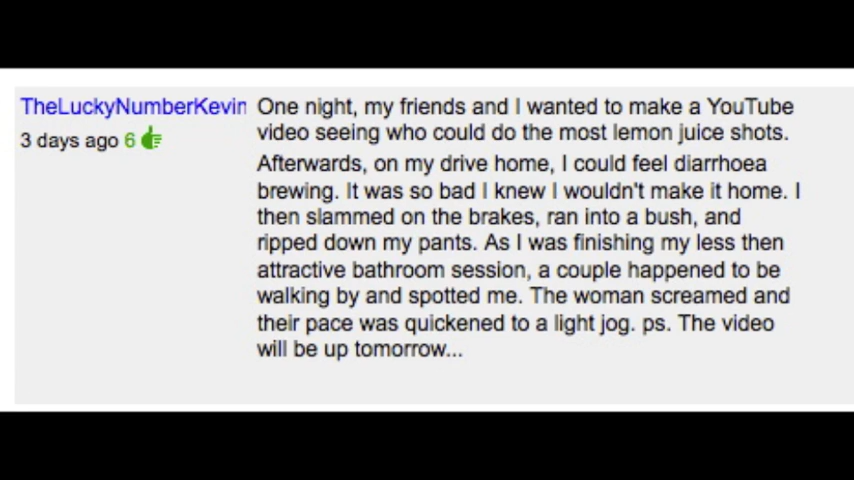 TheLuckyNumberKevin
3 days ago 6
One night, my friends and I wanted to make a YouTube
video seeing who could do the most lemon juice shots.
Afterwards, on my drive home, I could feel diarrhoea
brewing. It was so bad I knew I wouldn't make it home. I
then slammed on the brakes, ran into a bush, and
ripped down my pants. As I was finishing my less then
attractive bathroom session, a couple happened to be
walking by and spotted me. The woman screamed and
their pace was quickened to a light jog. ps. The video
will be up tomorrow...